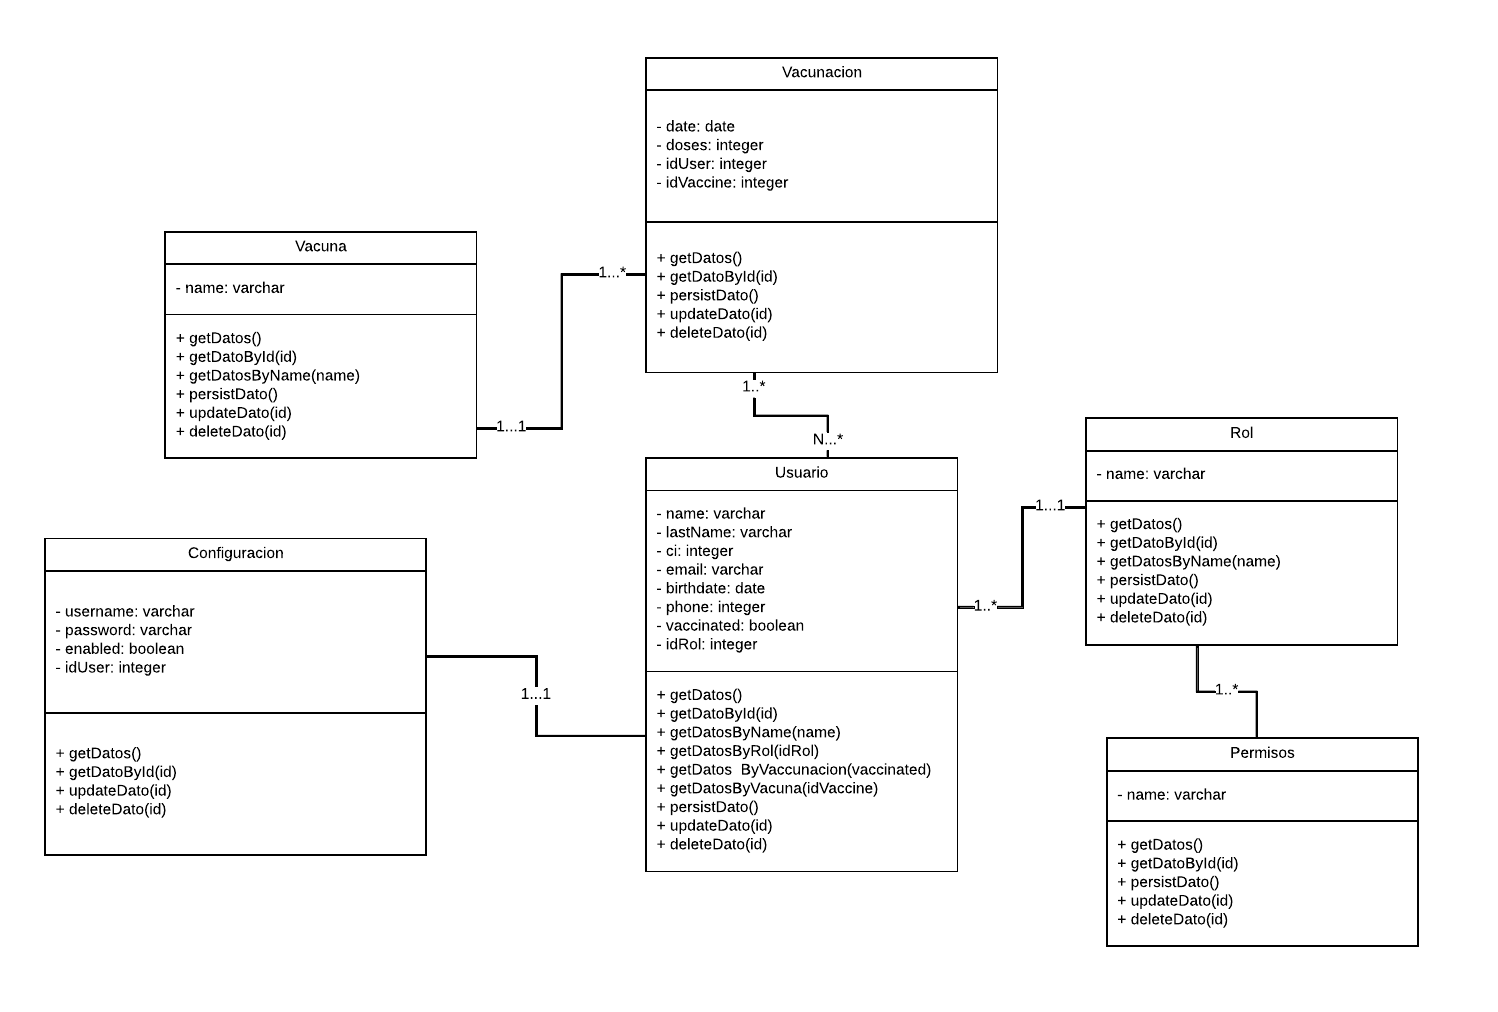 Vacunacion
- date: date
- doses: integer
- idUser: integer
- idVaccine: integer
+ getDatos()
+ getDatoById(id)
+ persistDato()
+ updateDato(id)
+ deleteDato(id)
Vacuna
- name: varchar
+ getDatos()
+ getDatoById(id)
+ getDatosByName(name)
+ persistDato()
+ updateDato(id)
+ deleteDato(id)
1...*
1...1
1..*
N...*
Usuario
- name: varchar
- lastName: varchar
- ci: integer
- email: varchar
- birthdate: date
- phone: integer
- vaccinated: boolean
- idRol: integer
+ getDatos()
+ getDatoById(id)
+ getDatosByName(name)
+ getDatosByRol(idRol)
+ getDatos  ByVaccunacion(vaccinated)
+ getDatosByVacuna(idVaccine)
+ persistDato()
+ updateDato(id)
+ deleteDato(id)
Rol
- name: varchar
+ getDatos()
+ getDatoById(id)
+ getDatosByName(name)
+ persistDato()
+ updateDato(id)
+ deleteDato(id)
1...1
1..*
Configuracion
- username: varchar
- password: varchar
- enabled: boolean
- idUser: integer
+ getDatos()
+ getDatoById(id)
+ updateDato(id)
+ deleteDato(id)
1...1
1..*
Permisos
- name: varchar
+ getDatos()
+ getDatoById(id)
+ persistDato()
+ updateDato(id)
+ deleteDato(id)